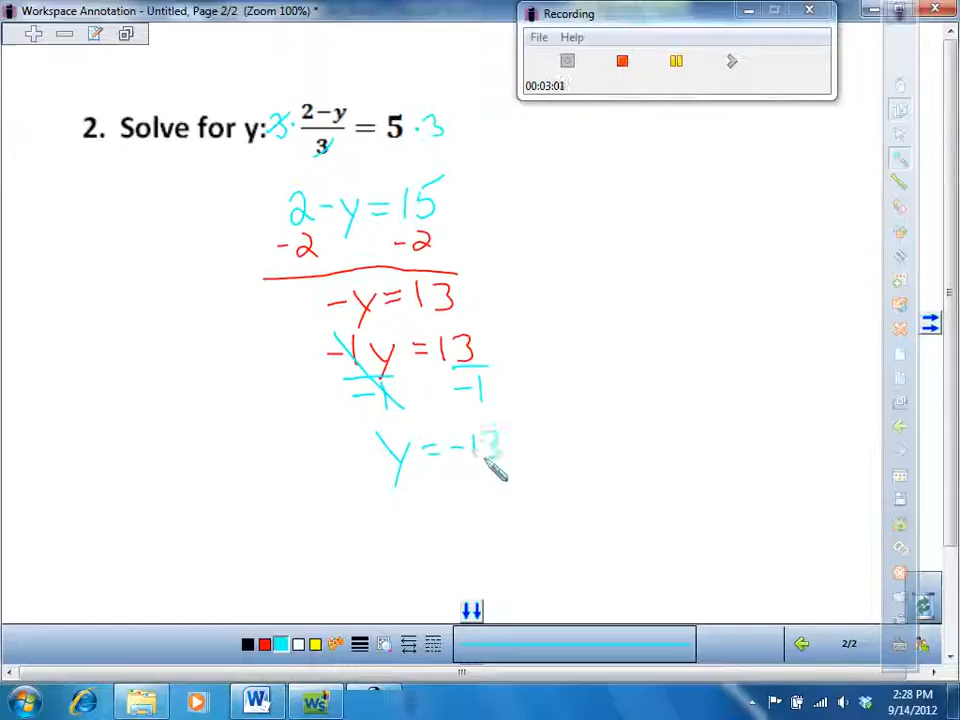 Workspace Annotation - Untitled, Page 2/2 (Zoom 100%) *
Recording
File Help
00:03:01
2. Solve for y: 3 · (2−y)/3 = 5 · 3
2 - y = 15
-2 -2
-y = 13
-1y = 13
-1 -1
y = -13
2/2
2:28 PM
9/14/2012